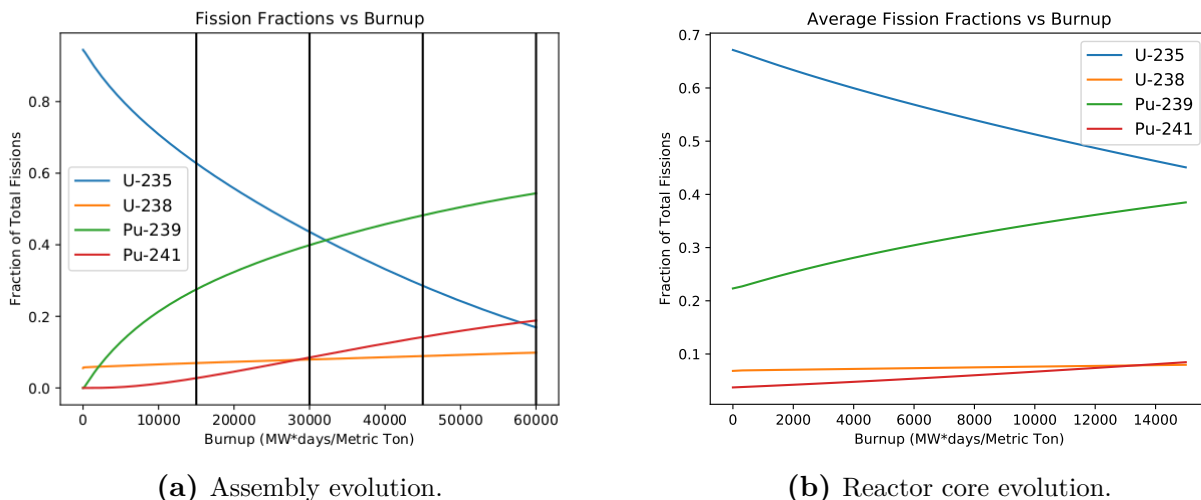 Fission Fractions vs Burnup
Fraction of Total Fissions
0.8
0.6
0.4
0.2
0.0
U-235
U-238
Pu-239
Pu-241
0 10000 20000 30000 40000 50000 60000
Burnup (MW*days/Metric Ton)
(a) Assembly evolution.
Average Fission Fractions vs Burnup
Fraction of Total Fissions
0.7
0.6
0.5
0.4
0.3
0.2
0.1
U-235
U-238
Pu-239
Pu-241
0 2000 4000 6000 8000 10000 12000 14000
Burnup (MW*days/Metric Ton)
(b) Reactor core evolution.